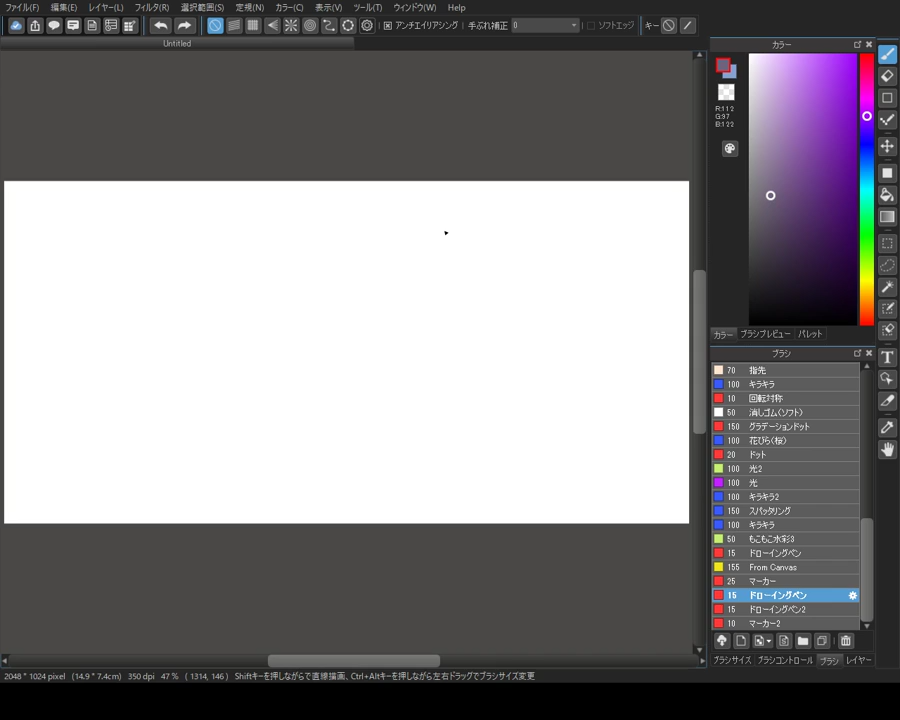 ファイル(F) 編集(E) レイヤー(L) フィルタ(R) 選択範囲(S) 定規(N) カラー(C) 表示(V) ツール(T) ウィンドウ(W) Help
アンチエイリアシング 手ぶれ補正 0 ソフトエッジ キー
Untitled
カラー
R:112
G:97
B:122
カラー ブラシプレビュー パレット
ブラシ
70 指先
100 キラキラ
10 回転対称
50 消しゴム(ソフト)
150 グラデーションドット
100 花びら(桜)
20 ドット
100 光2
100 光
100 キラキラ2
150 スパッタリング
100 キラキラ
50 もこもこ水彩3
15 ドローイングペン
155 From Canvas
25 マーカー
15 ドローイングペン
15 ドローイングペン2
10 マーカー2
ブラシサイズ ブラシコントロール ブラシ レイヤー
2048 * 1024 pixel (14.9 * 7.4cm) 350 dpi 47 % ( 1314, 146 ) Shiftキーを押しながらで直線描画、Ctrl+Altキーを押しながら左右ドラッグでブラシサイズ変更